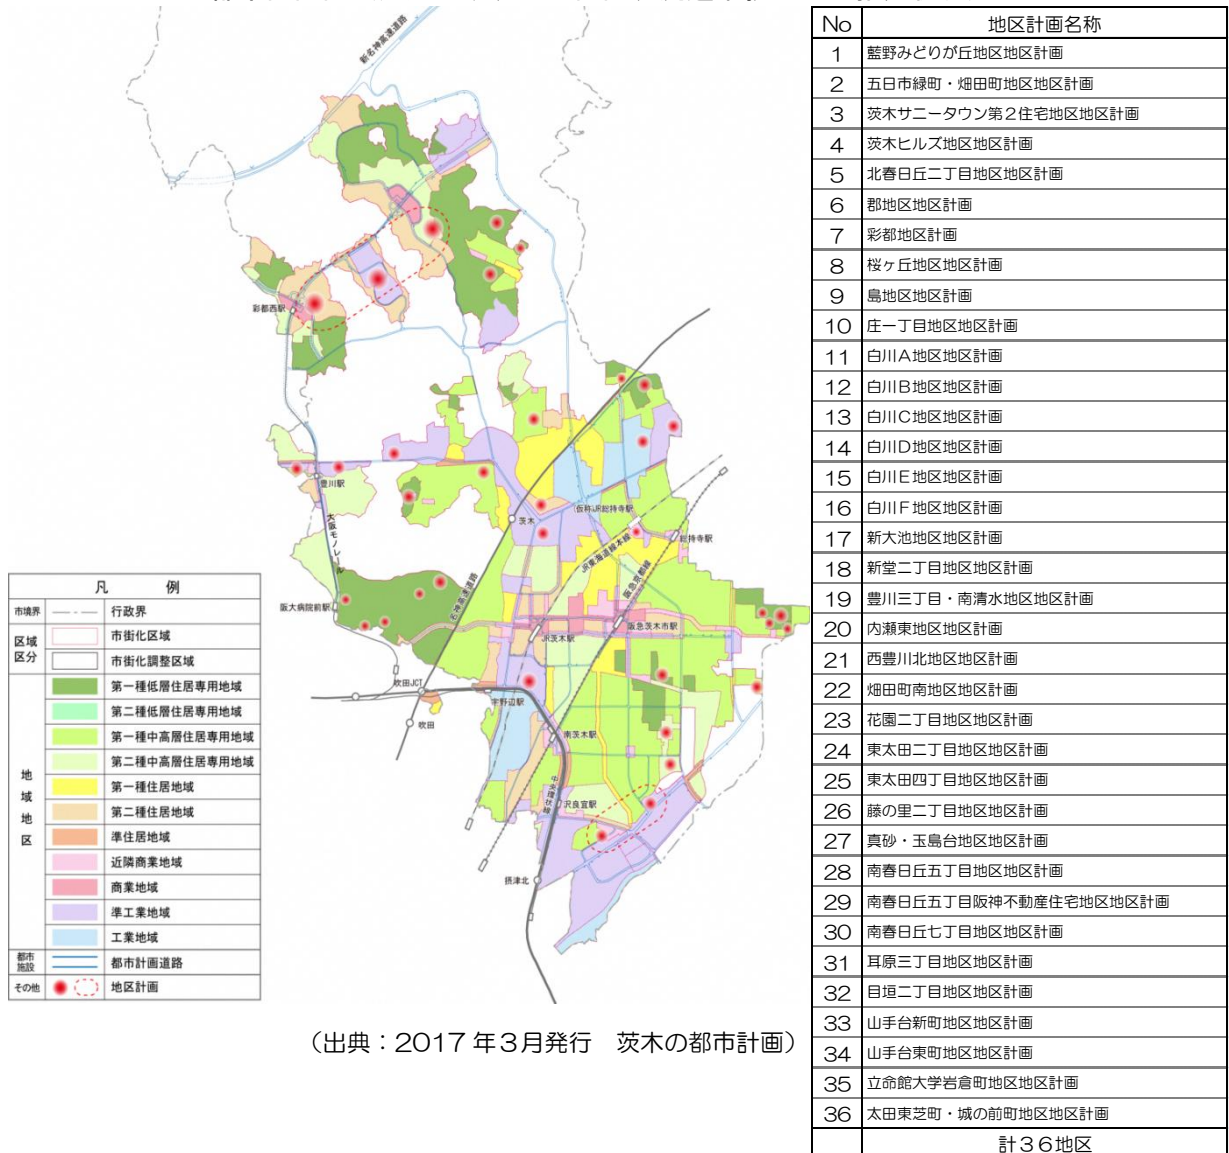 新名神高速道路
彩都西駅
豊川駅
大阪モノレール
茨木
(仮称)JR総持寺駅
総持寺駅
JR東海道線本線
阪急京都線
名神高速道路
阪大病院前駅
JR茨木駅
阪急茨木市駅
吹田JCT
吹田
宇野辺駅
南茨木駅
中央環状線
沢良宜駅
摂津北
凡 例
市境界 行政界
区域区分 市街化区域
市街化調整区域
地域地区
第一種低層住居専用地域
第二種低層住居専用地域
第一種中高層住居専用地域
第二種中高層住居専用地域
第一種住居地域
第二種住居地域
準住居地域
近隣商業地域
商業地域
準工業地域
工業地域
都市施設 都市計画道路
その他 地区計画
(出典:2017年3月発行 茨木の都市計画)
No 地区計画名称
1 藍野みどりが丘地区地区計画
2 五日市緑町・畑田町地区地区計画
3 茨木サニータウン第2住宅地区地区計画
4 茨木ヒルズ地区地区計画
5 北春日丘二丁目地区地区計画
6 郡地区地区計画
7 彩都地区計画
8 桜ヶ丘地区地区計画
9 島地区地区計画
10 庄一丁目地区地区計画
11 白川A地区地区計画
12 白川B地区地区計画
13 白川C地区地区計画
14 白川D地区地区計画
15 白川E地区地区計画
16 白川F地区地区計画
17 新大池地区地区計画
18 新堂二丁目地区地区計画
19 豊川三丁目・南清水地区地区計画
20 内瀬東地区地区計画
21 西豊川北地区地区計画
22 畑田町南地区地区計画
23 花園二丁目地区地区計画
24 東太田二丁目地区地区計画
25 東太田四丁目地区地区計画
26 藤の里二丁目地区地区計画
27 真砂・玉島台地区地区計画
28 南春日丘五丁目地区地区計画
29 南春日丘五丁目阪神不動産住宅地区地区計画
30 南春日丘七丁目地区地区計画
31 耳原三丁目地区地区計画
32 目垣二丁目地区地区計画
33 山手台新町地区地区計画
34 山手台東町地区地区計画
35 立命館大学岩倉町地区地区計画
36 太田東芝町・城の前町地区地区計画
計36地区